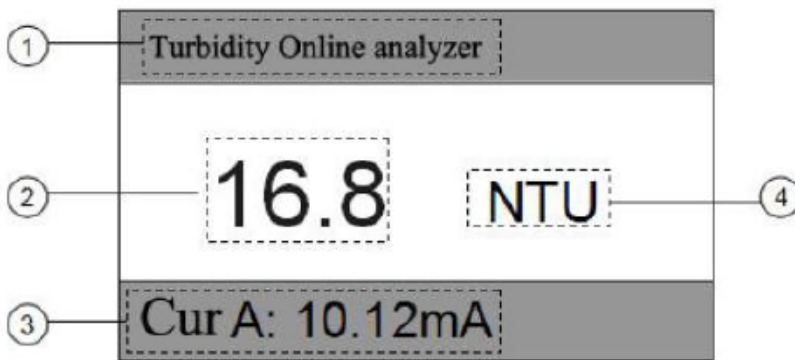 ① Turbidity Online analyzer
② 16.8 NTU ④
③ Cur A: 10.12mA